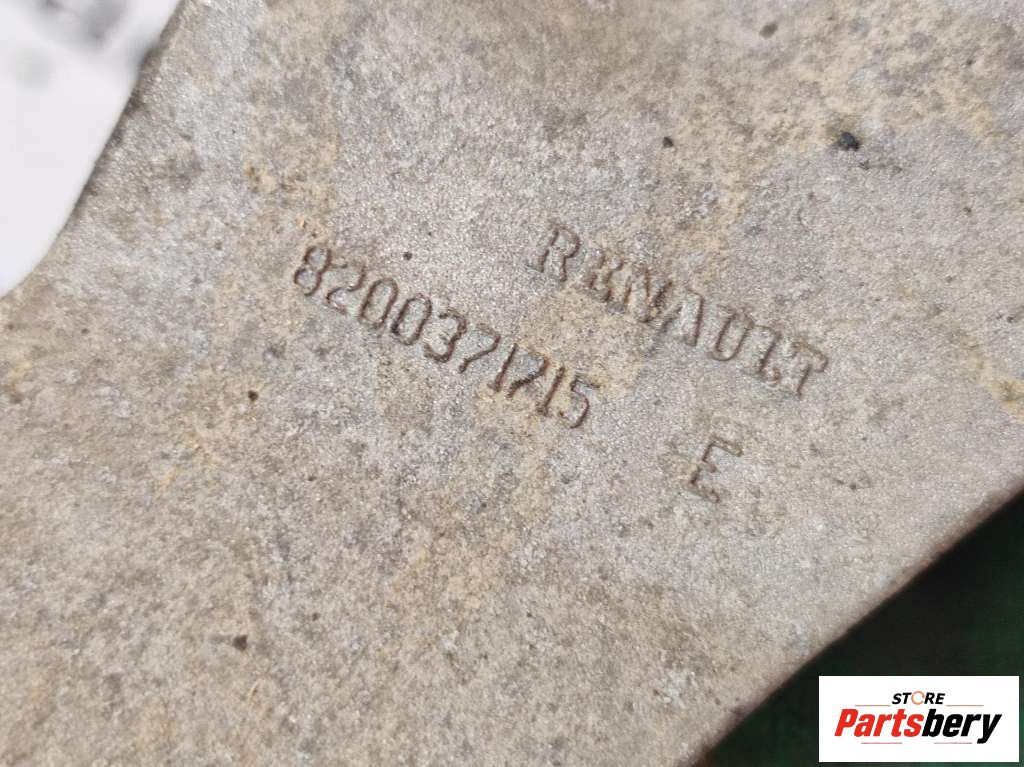 RENAULT
8200371715
E
STORE
Partsbery